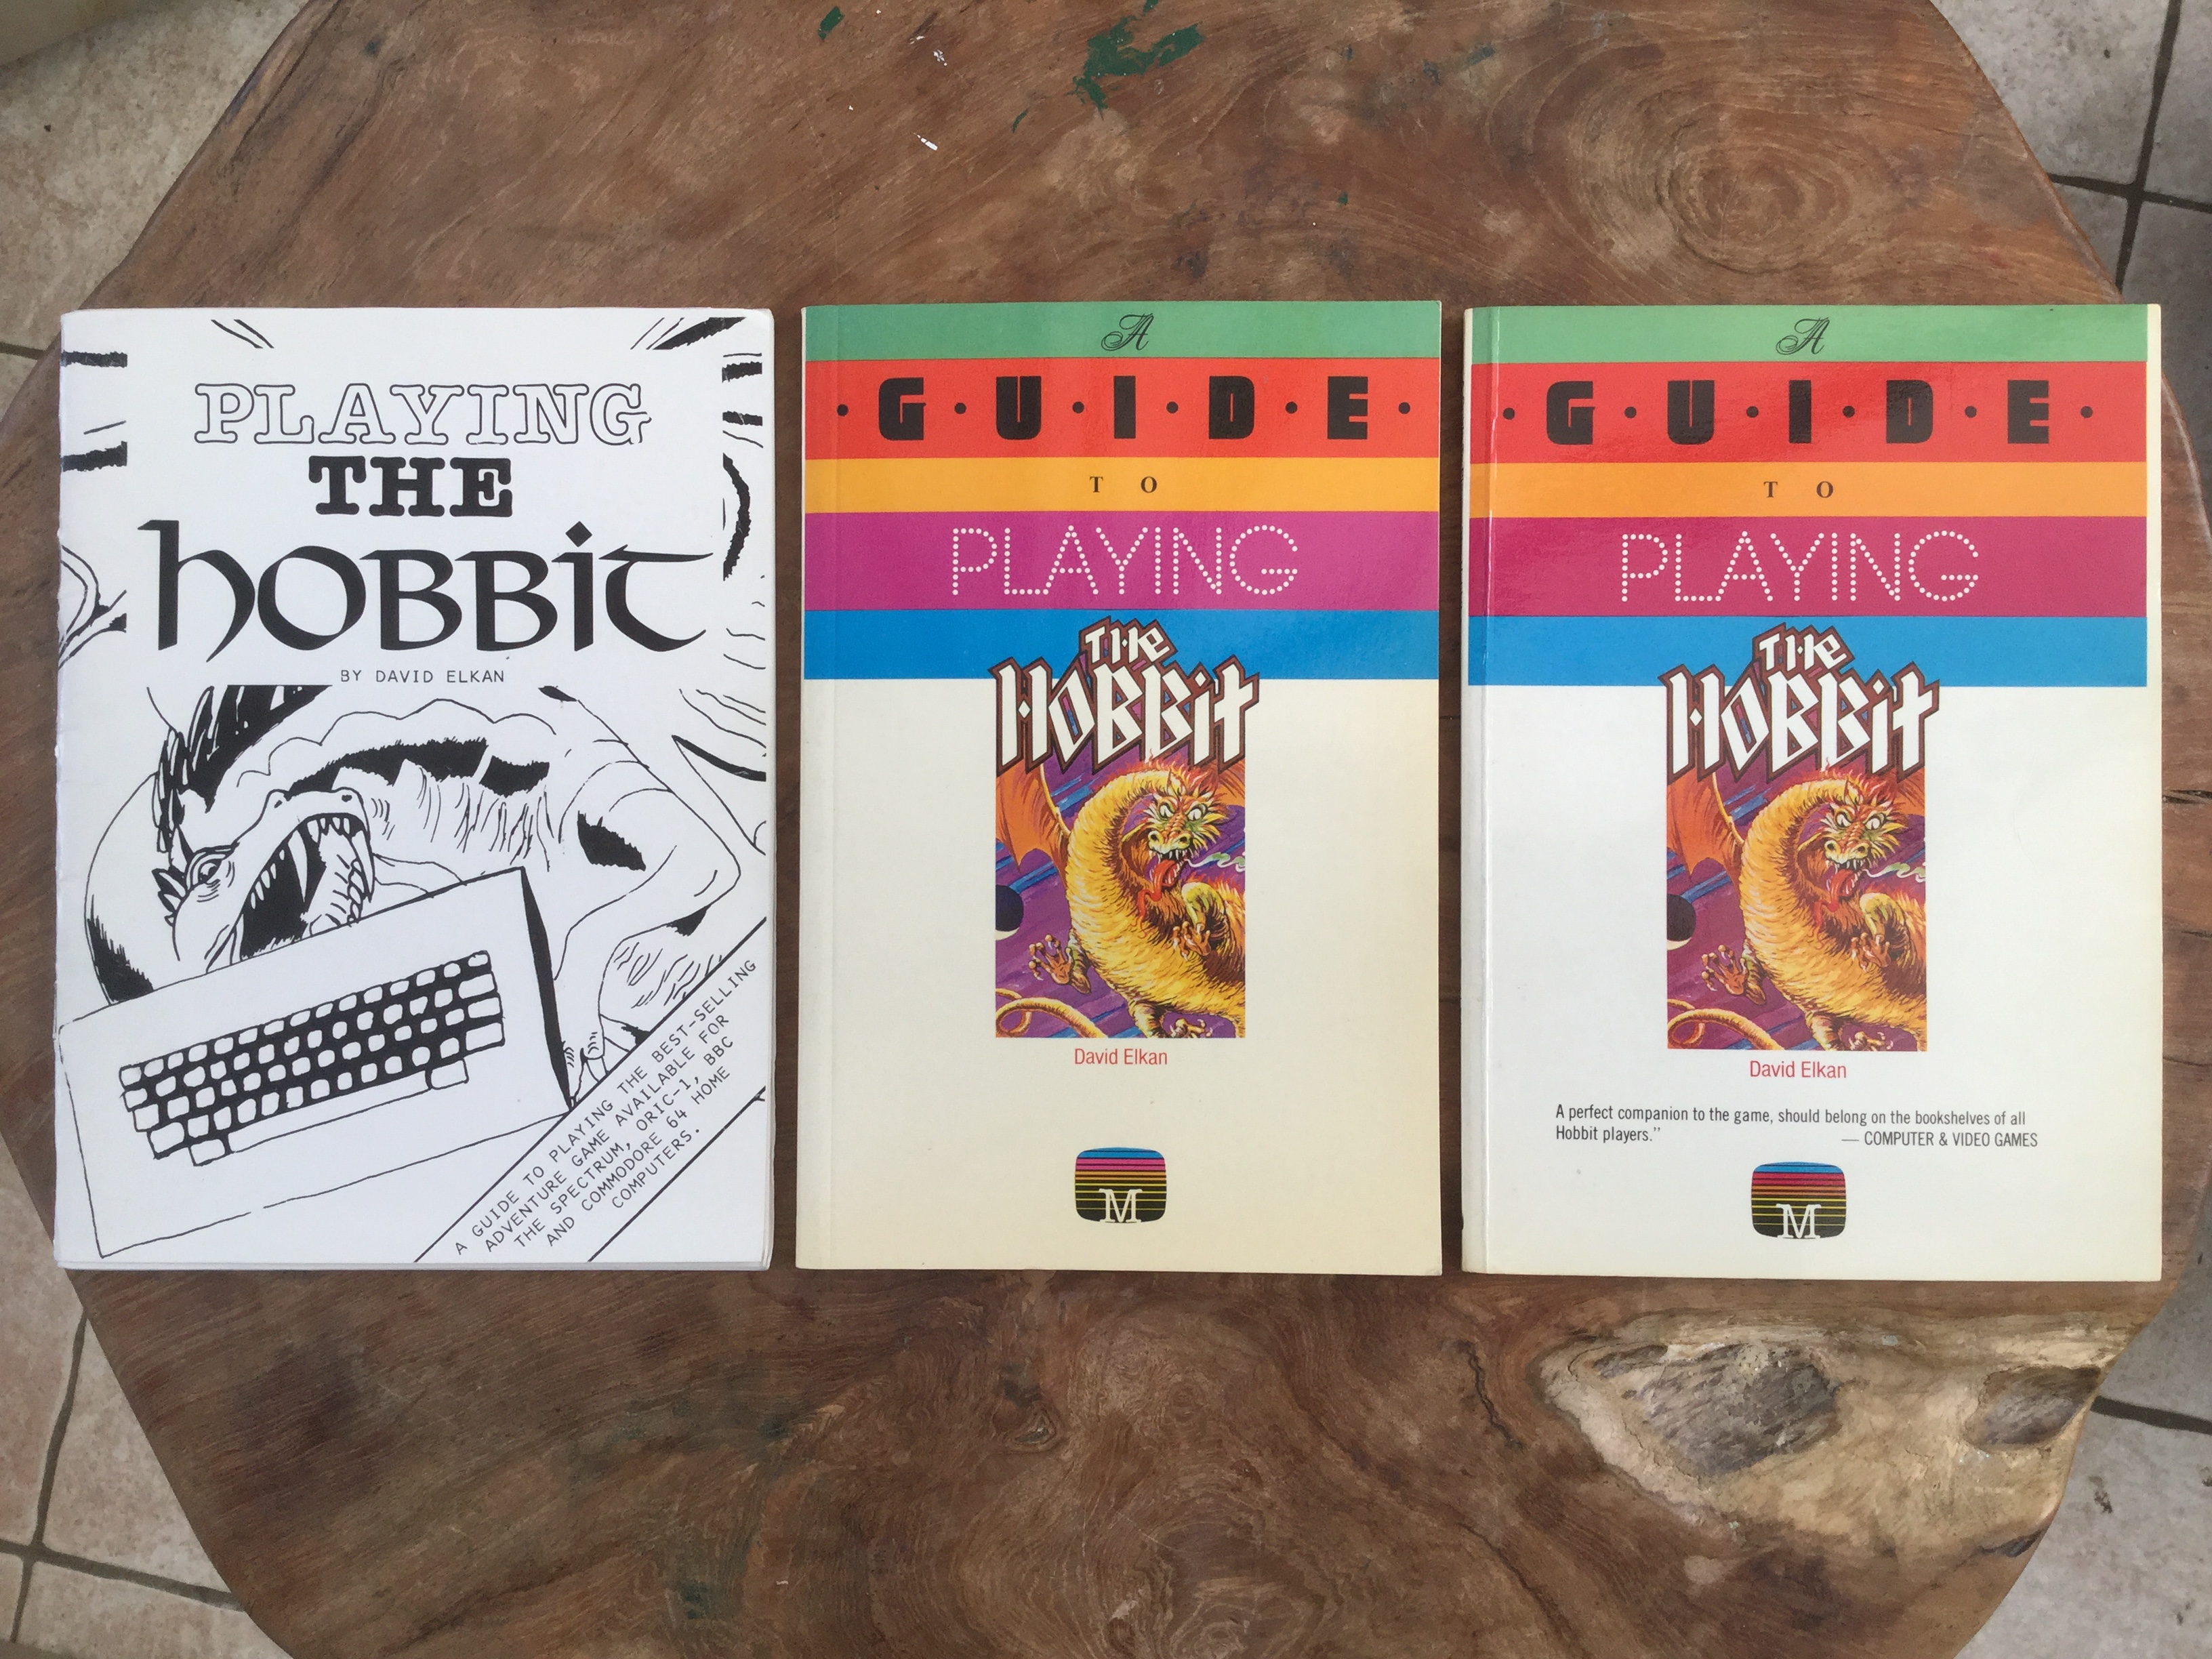 PLAYING
THE
hOBBiT
BY DAVID ELKAN
A GUIDE TO PLAYING THE BEST-SELLING
ADVENTURE GAME AVAILABLE FOR
THE SPECTRUM, ORIC-1, BBC
AND COMMODORE 64 HOME
COMPUTERS.
A
·G·U·I·D·E·
TO
PLAYING
THE
HOBBiT
David Elkan
M
A
·G·U·I·D·E·
TO
PLAYING
THE
HOBBiT
David Elkan
A perfect companion to the game, should belong on the bookshelves of all
Hobbit players.” — COMPUTER & VIDEO GAMES
M